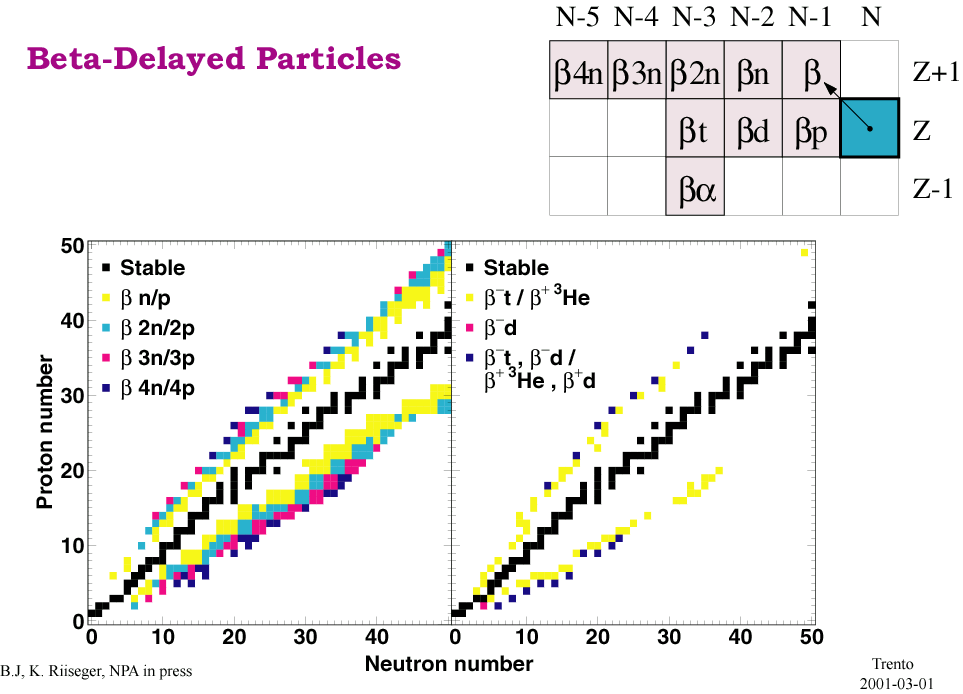 Beta-Delayed Particles
N-5 N-4 N-3 N-2 N-1 N
β4n β3n β2n βn β Z+1
βt βd βp Z
βα Z-1
50
40
30
20
10
0
Proton number
Stable
β n/p
β 2n/2p
β 3n/3p
β 4n/4p
Stable
β⁻t / β⁺ ³He
β⁻d
β⁻t , β⁻d /
β⁺ ³He , β⁺d
0 10 20 30 40 0 10 20 30 40 50
Neutron number
B.J, K. Riiseger, NPA in press
Trento
2001-03-01